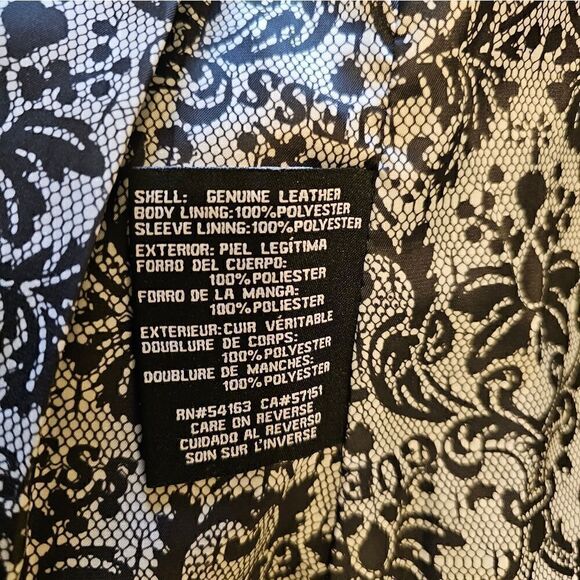 SHELL: GENUINE LEATHER
BODY LINING:100%POLYESTER
SLEEVE LINING:100%POLYESTER
EXTERIOR: PIEL LEGÍTIMA
FORRO DEL CUERPO:
100%POLIESTER
FORRO DE LA MANGA:
100%POLIESTER
EXTERIEUR:CUIR VÉRITABLE
DOUBLURE DE CORPS:
100%POLYESTER
DOUBLURE DE MANCHES:
100%POLYESTER
RN#54163 CA#57151
CARE ON REVERSE
CUIDADO AL REVERSO
SOIN SUR L'INVERSE